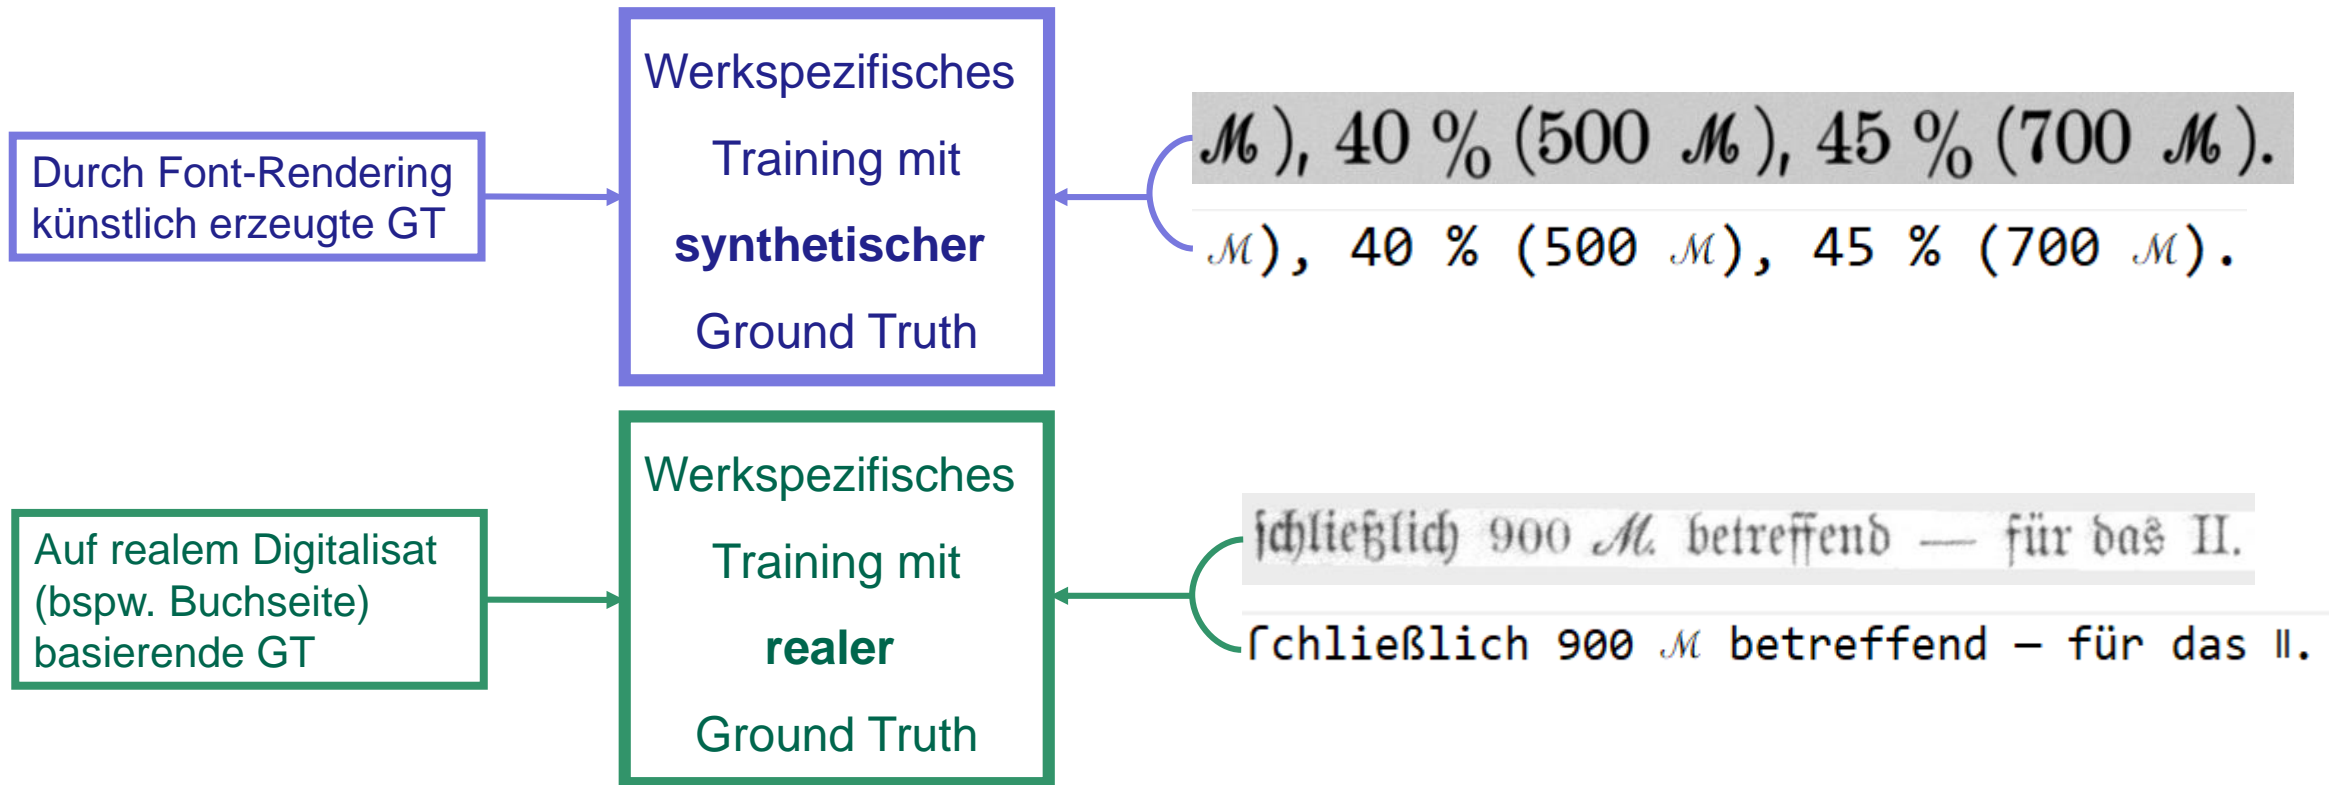 Durch Font-Rendering
künstlich erzeugte GT
Werkspezifisches
Training mit
synthetischer
Ground Truth
ℳ), 40 % (500 ℳ), 45 % (700 ℳ).
ℳ), 40 % (500 ℳ), 45 % (700 ℳ).
Auf realem Digitalisat
(bspw. Buchseite)
basierende GT
Werkspezifisches
Training mit
realer
Ground Truth
ſchließlich 900 ℳ. betreffend — für das II.
ſchließlich 900 ℳ betreffend — für das Ⅱ.